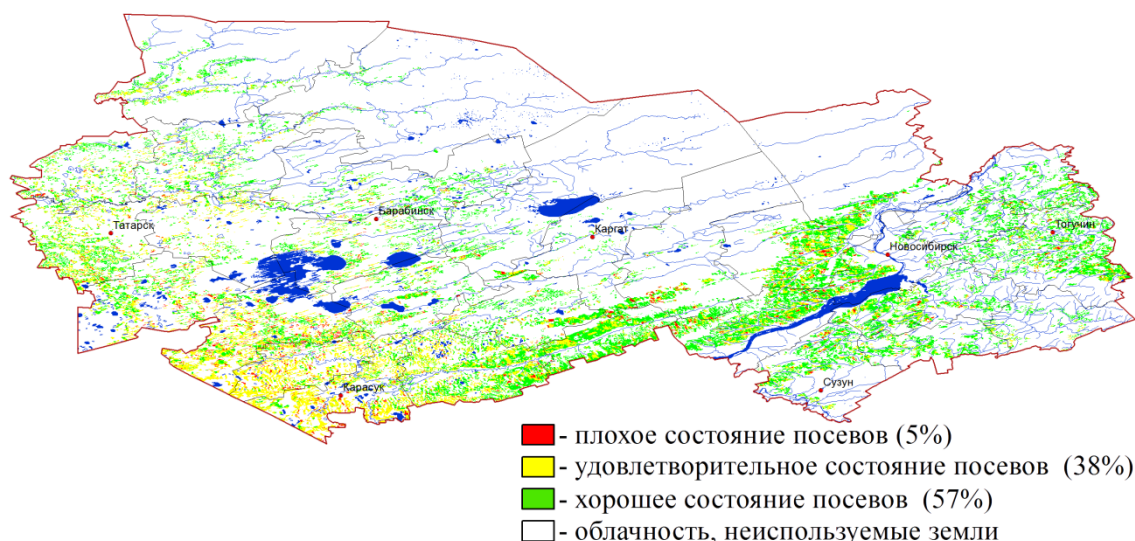 Барабинск
Татарск
Каргат
Тогучин
Новосибирск
Карасук
Сузун
- плохое состояние посевов (5%)
- удовлетворительное состояние посевов (38%)
- хорошее состояние посевов (57%)
- облачность, неиспользуемые земли